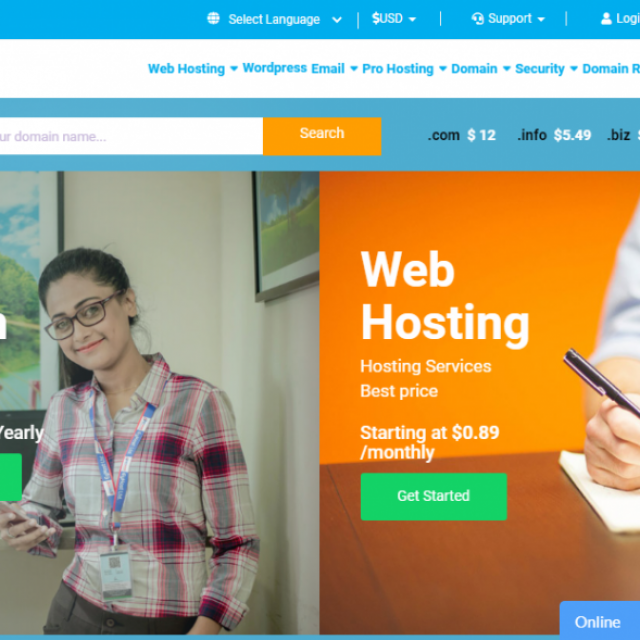 Select Language
$USD
Support
Logi
Web Hosting Wordpress Email Pro Hosting Domain Security Domain R
ur domain name...
Search
.com $ 12 .info $5.49 .biz $
n
Yearly
Web
Hosting
Hosting Services
Best price
Starting at $0.89
/monthly
Get Started
Online